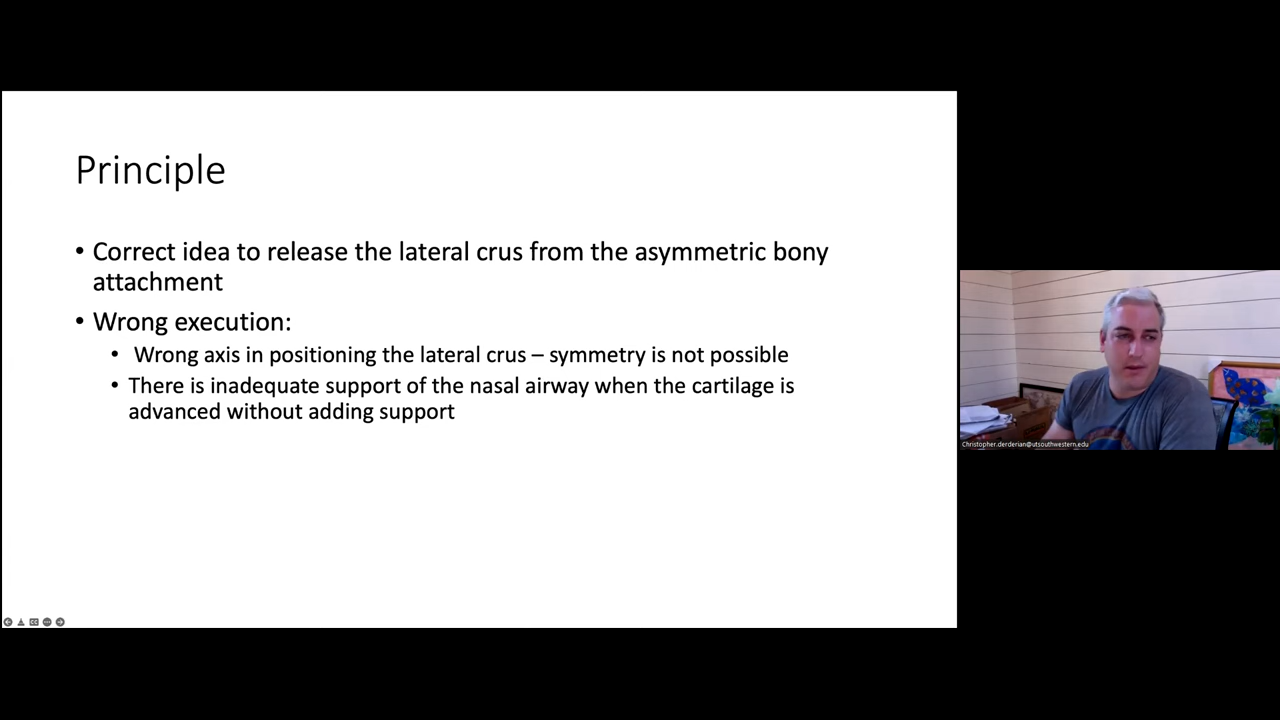 Principle
• Correct idea to release the lateral crus from the asymmetric bony
attachment
• Wrong execution:
• Wrong axis in positioning the lateral crus – symmetry is not possible
• There is inadequate support of the nasal airway when the cartilage is
advanced without adding support
Christopher.derderian@utsouthwestern.edu